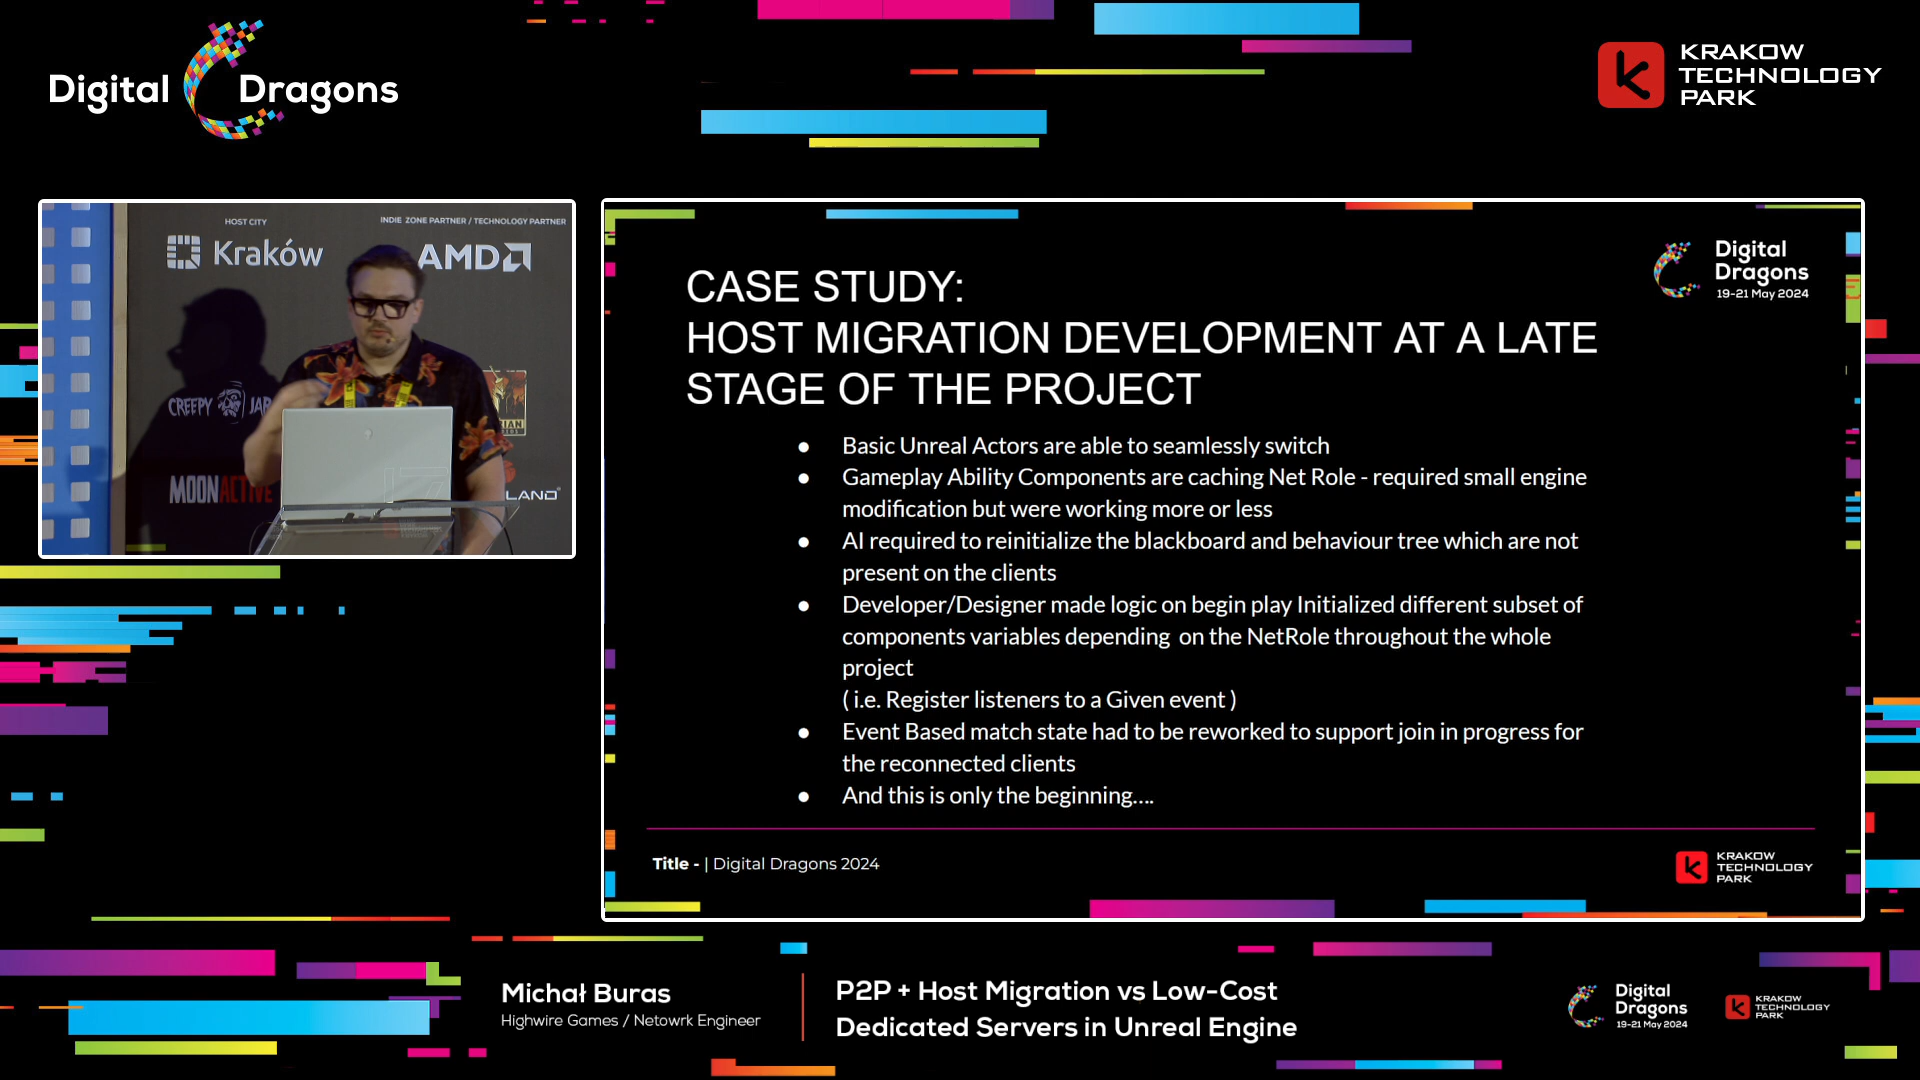 Digital Dragons
KRAKOW
TECHNOLOGY
PARK
HOST CITY
INDIE ZONE PARTNER / TECHNOLOGY PARTNER
Kraków
AMD
CREEPY JAR
MOONACTIVE
LAND
Digital
Dragons
19-21 May 2024
CASE STUDY:
HOST MIGRATION DEVELOPMENT AT A LATE
STAGE OF THE PROJECT
● Basic Unreal Actors are able to seamlessly switch
● Gameplay Ability Components are caching Net Role - required small engine
modification but were working more or less
● AI required to reinitialize the blackboard and behaviour tree which are not
present on the clients
● Developer/Designer made logic on begin play Initialized different subset of
components variables depending on the NetRole throughout the whole
project
( i.e. Register listeners to a Given event )
● Event Based match state had to be reworked to support join in progress for
the reconnected clients
● And this is only the beginning....
Title - | Digital Dragons 2024
KRAKOW
TECHNOLOGY
PARK
Michał Buras
Highwire Games / Netowrk Engineer
P2P + Host Migration vs Low-Cost
Dedicated Servers in Unreal Engine
Digital
Dragons
19-21 May 2024
KRAKOW
TECHNOLOGY
PARK